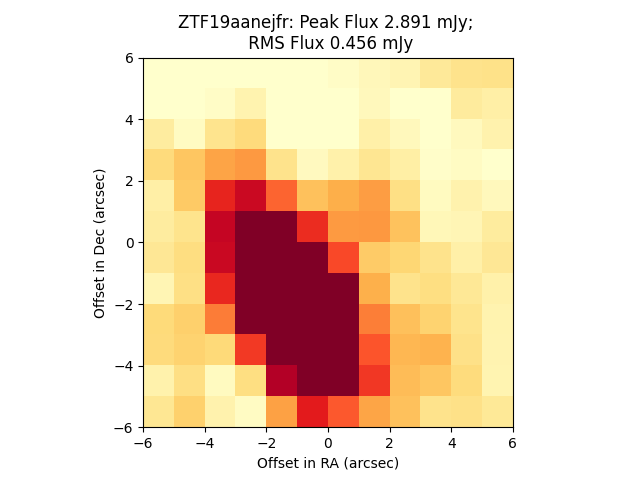 ZTF19aanejfr: Peak Flux 2.891 mJy;
RMS Flux 0.456 mJy
6
4
2
0
−2
−4
−6
Offset in Dec (arcsec)
−6 −4 −2 0 2 4 6
Offset in RA (arcsec)